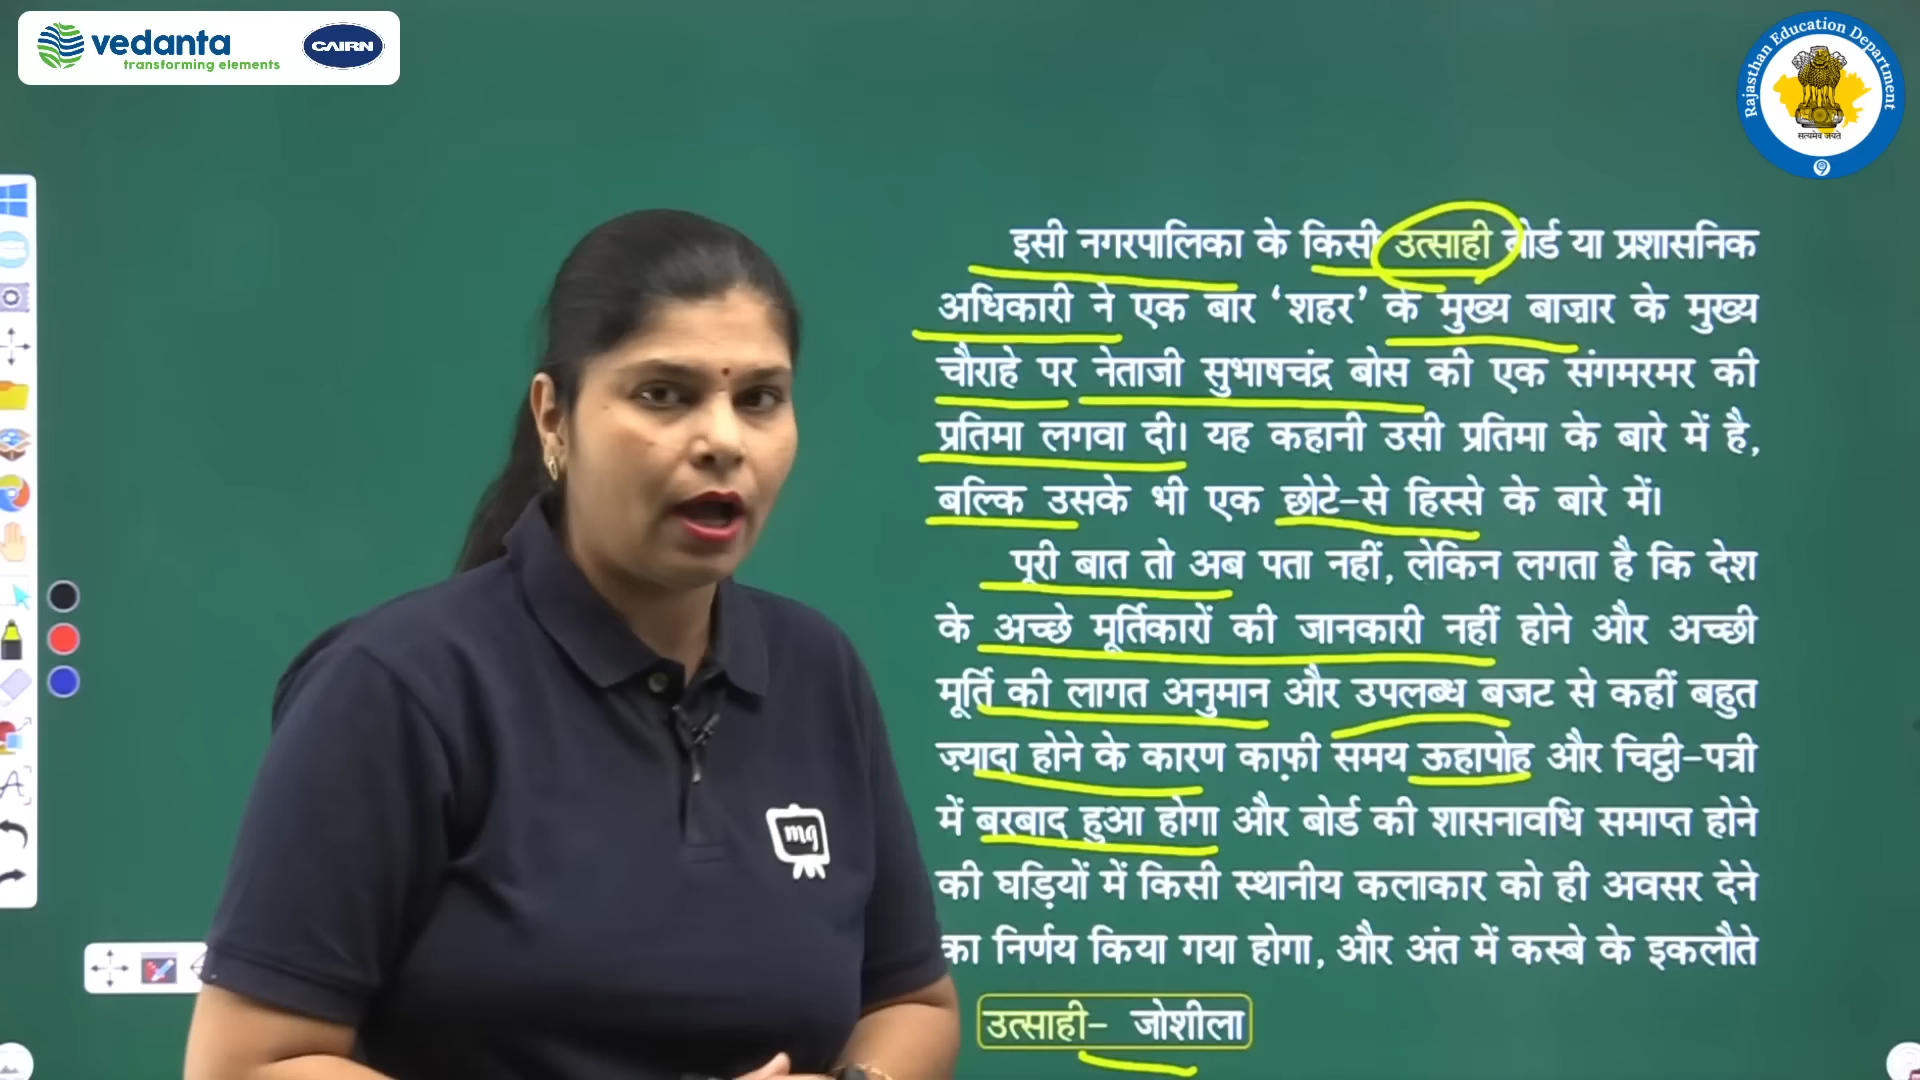 vedanta
transforming elements
CAIRN
Rajasthan Education Department
सत्यमेव जयते
इसी नगरपालिका के किसी उत्साही बोर्ड या प्रशासनिक
अधिकारी ने एक बार ‘शहर’ के मुख्य बाज़ार के मुख्य
चौराहे पर नेताजी सुभाषचंद्र बोस की एक संगमरमर की
प्रतिमा लगवा दी। यह कहानी उसी प्रतिमा के बारे में है,
बल्कि उसके भी एक छोटे-से हिस्से के बारे में।
पूरी बात तो अब पता नहीं, लेकिन लगता है कि देश
के अच्छे मूर्तिकारों की जानकारी नहीं होने और अच्छी
मूर्ति की लागत अनुमान और उपलब्ध बजट से कहीं बहुत
ज़्यादा होने के कारण काफ़ी समय ऊहापोह और चिट्ठी-पत्री
में बरबाद हुआ होगा और बोर्ड की शासनावधि समाप्त होने
की घड़ियों में किसी स्थानीय कलाकार को ही अवसर देने
का निर्णय किया गया होगा, और अंत में कस्बे के इकलौते
उत्साही- जोशीला
mg